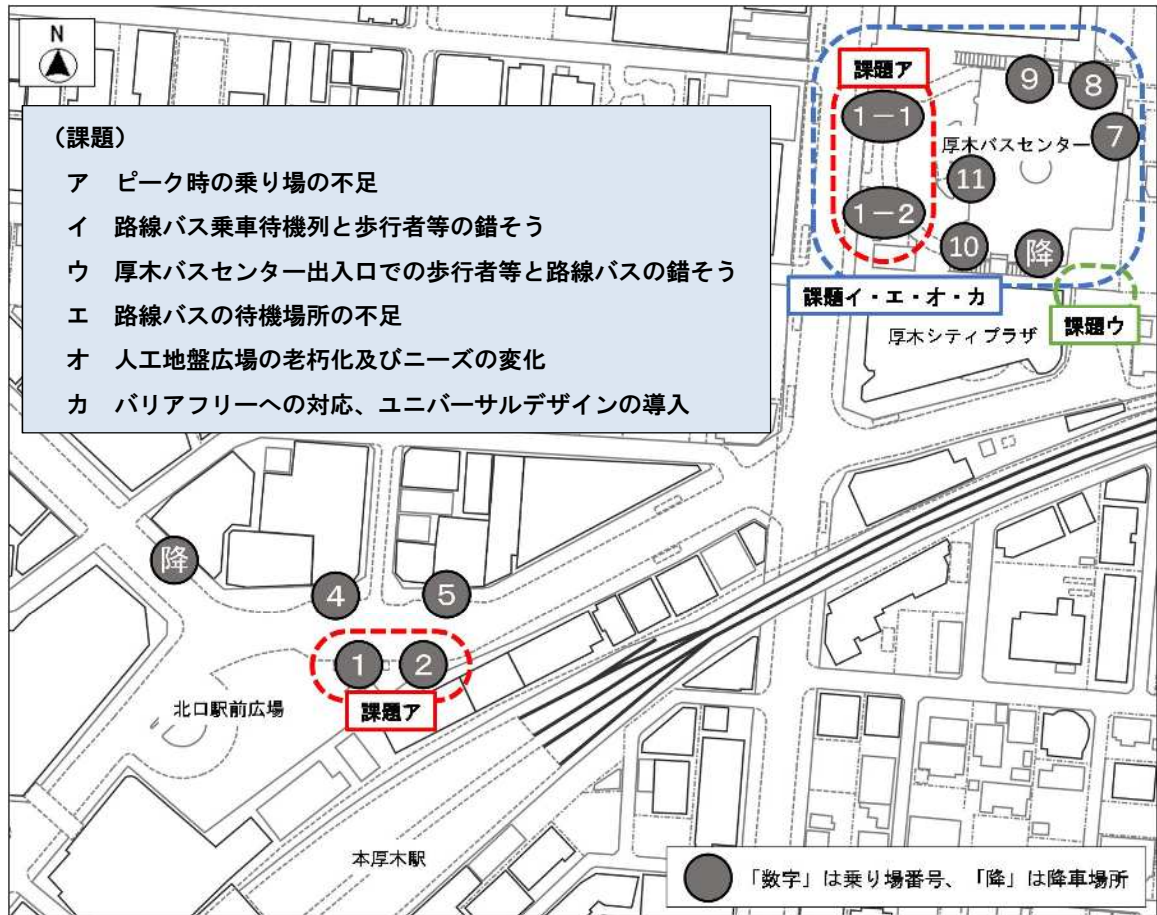 N
(課題)
ア ピーク時の乗り場の不足
イ 路線バス乗車待機列と歩行者等の錯そう
ウ 厚木バスセンター出入口での歩行者等と路線バスの錯そう
エ 路線バスの待機場所の不足
オ 人工地盤広場の老朽化及びニーズの変化
カ バリアフリーへの対応、ユニバーサルデザインの導入
課題ア
1-1
1-2
9
8
7
厚木バスセンター
11
10
降
課題イ・エ・オ・カ
課題ウ
厚木シティプラザ
降
4
5
1
2
課題ア
北口駅前広場
本厚木駅
「数字」は乗り場番号、「降」は降車場所